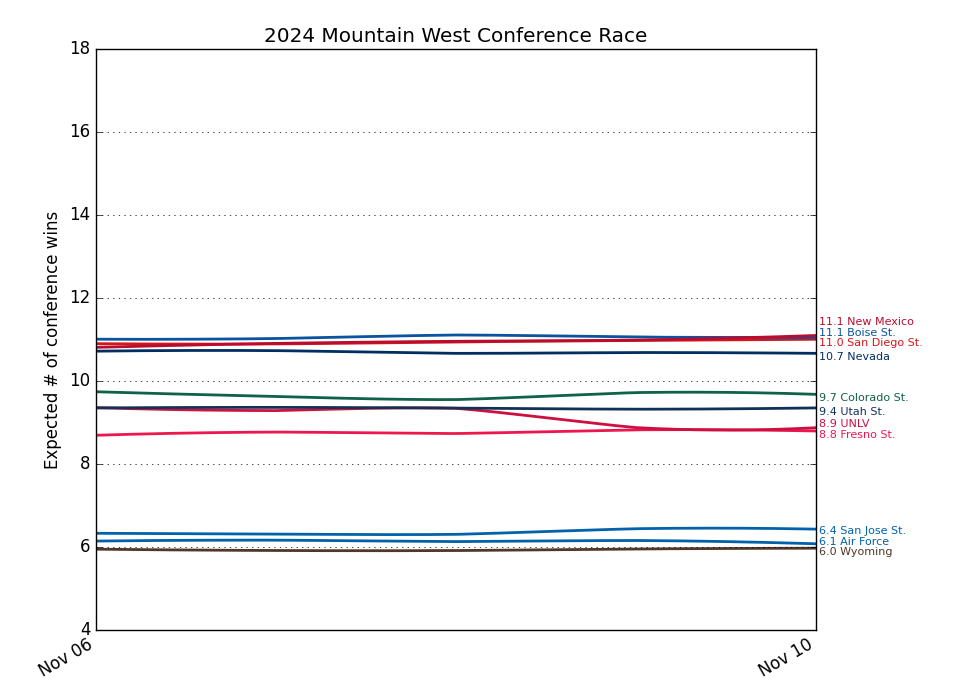 2024 Mountain West Conference Race
Expected # of conference wins
18
16
14
12
10
8
6
4
Nov 06
Nov 10
11.1 New Mexico
11.1 Boise St.
11.0 San Diego St.
10.7 Nevada
9.7 Colorado St.
9.4 Utah St.
8.9 UNLV
8.8 Fresno St.
6.4 San Jose St.
6.1 Air Force
6.0 Wyoming